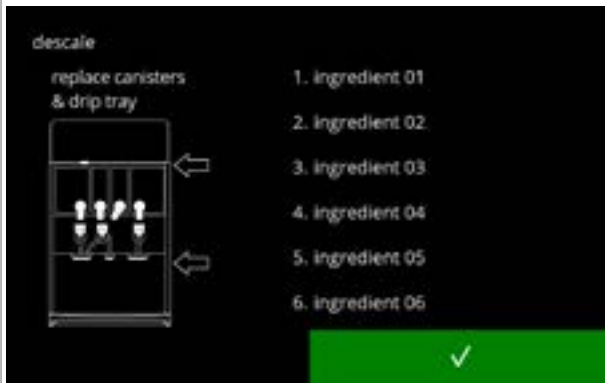 descale
replace canisters
& drip tray
1. ingredient 01
2. ingredient 02
3. ingredient 03
4. ingredient 04
5. ingredient 05
6. ingredient 06